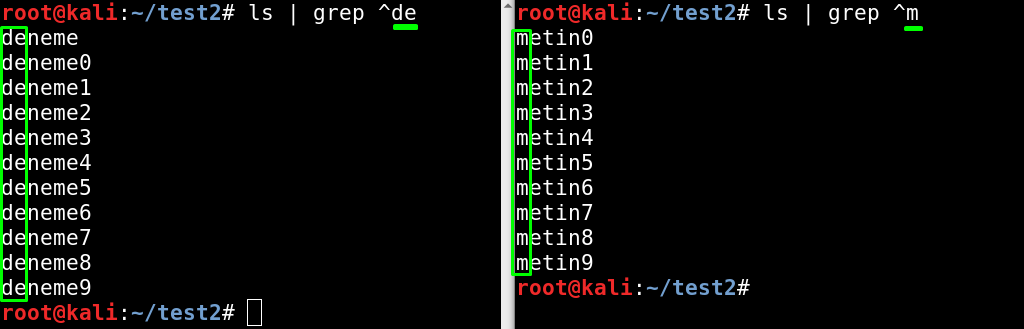 root@kali:~/test2# ls | grep ^de
deneme
deneme0
deneme1
deneme2
deneme3
deneme4
deneme5
deneme6
deneme7
deneme8
deneme9
root@kali:~/test2#
root@kali:~/test2# ls | grep ^m
metin0
metin1
metin2
metin3
metin4
metin5
metin6
metin7
metin8
metin9
root@kali:~/test2#